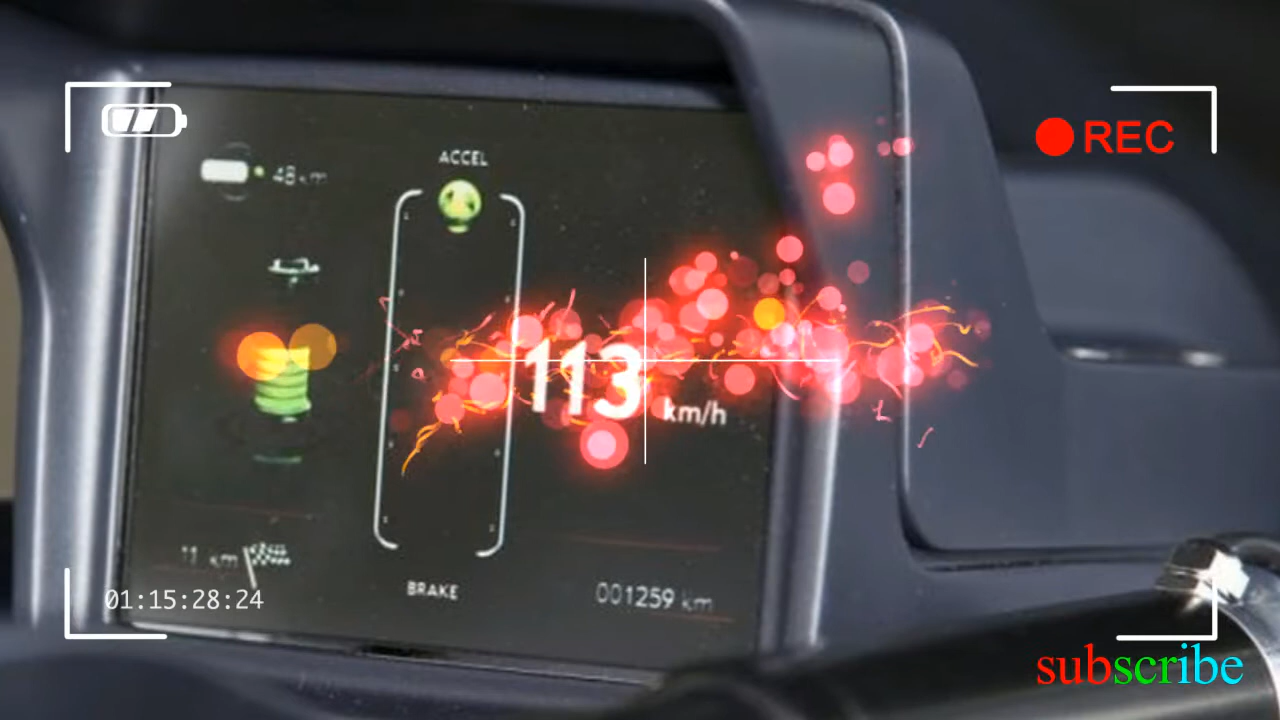 REC
ACCEL
48 km
113
km/h
11 km
BRAKE
001259 km
01:15:28:24
subscribe